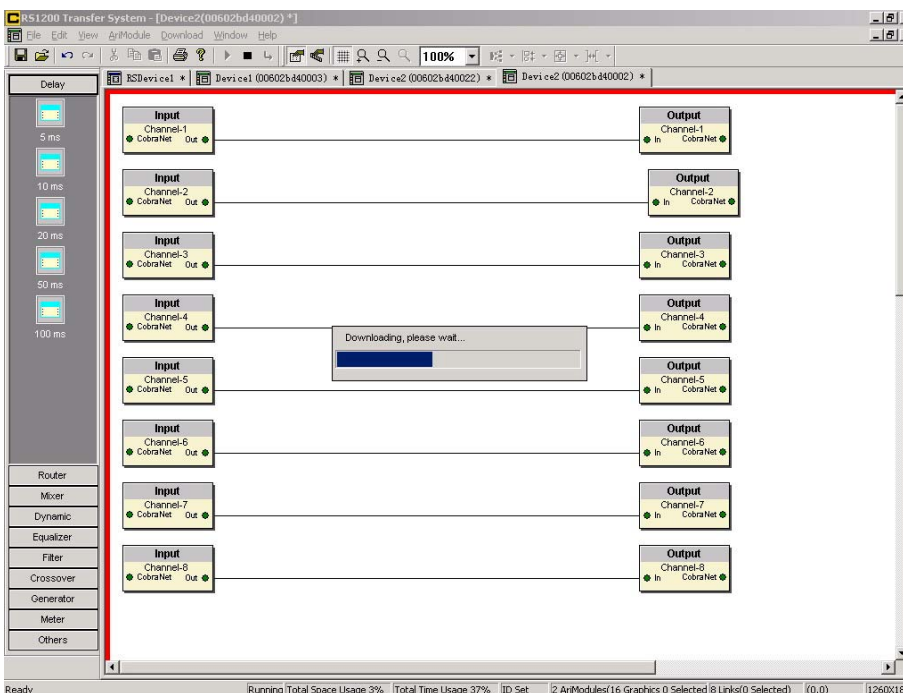 RS1200 Transfer System - [Device2(00602bd40002) *]
File Edit View AriModule Download Window Help
100%
Delay
RSDevice1 * Device1 (00602bd40003) * Device2 (00602bd40022) * Device2 (00602bd40002) *
5 ms
10 ms
20 ms
50 ms
100 ms
Router
Mixer
Dynamic
Equalizer
Filter
Crossover
Generator
Meter
Others
Input
Channel-1
CobraNet Out
Output
Channel-1
In CobraNet
Input
Channel-2
CobraNet Out
Output
Channel-2
In CobraNet
Input
Channel-3
CobraNet Out
Output
Channel-3
In CobraNet
Input
Channel-4
CobraNet Out
Output
Channel-4
In CobraNet
Downloading, please wait...
Input
Channel-5
CobraNet Out
Output
Channel-5
In CobraNet
Input
Channel-6
CobraNet Out
Output
Channel-6
In CobraNet
Input
Channel-7
CobraNet Out
Output
Channel-7
In CobraNet
Input
Channel-8
CobraNet Out
Output
Channel-8
In CobraNet
Ready Running Total Space Usage 3% Total Time Usage 37% ID Set 2 AriModules(16 Graphics 0 Selected 8 Links(0 Selected) (0,0)